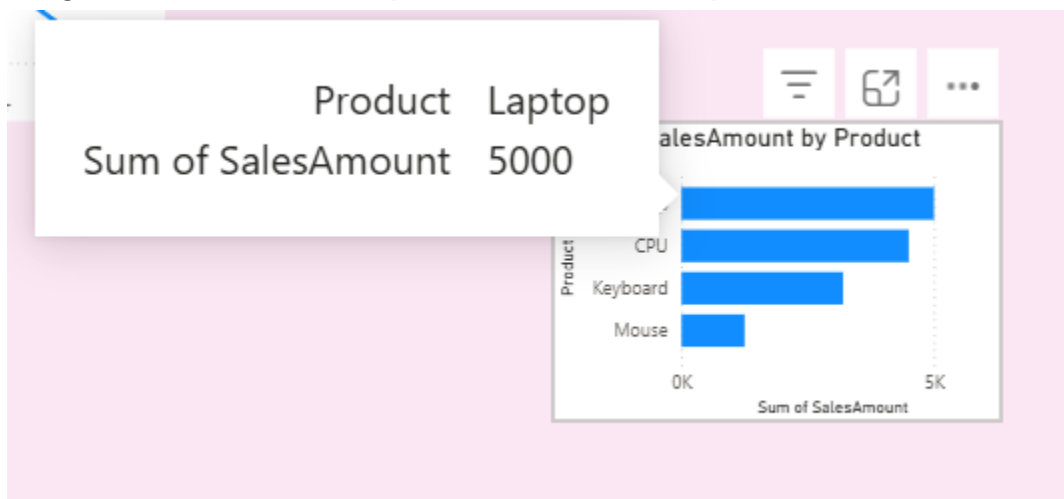 Product Laptop
Sum of SalesAmount 5000
alesAmount by Product
CPU
Keyboard
Mouse
Product
0K 5K
Sum of SalesAmount